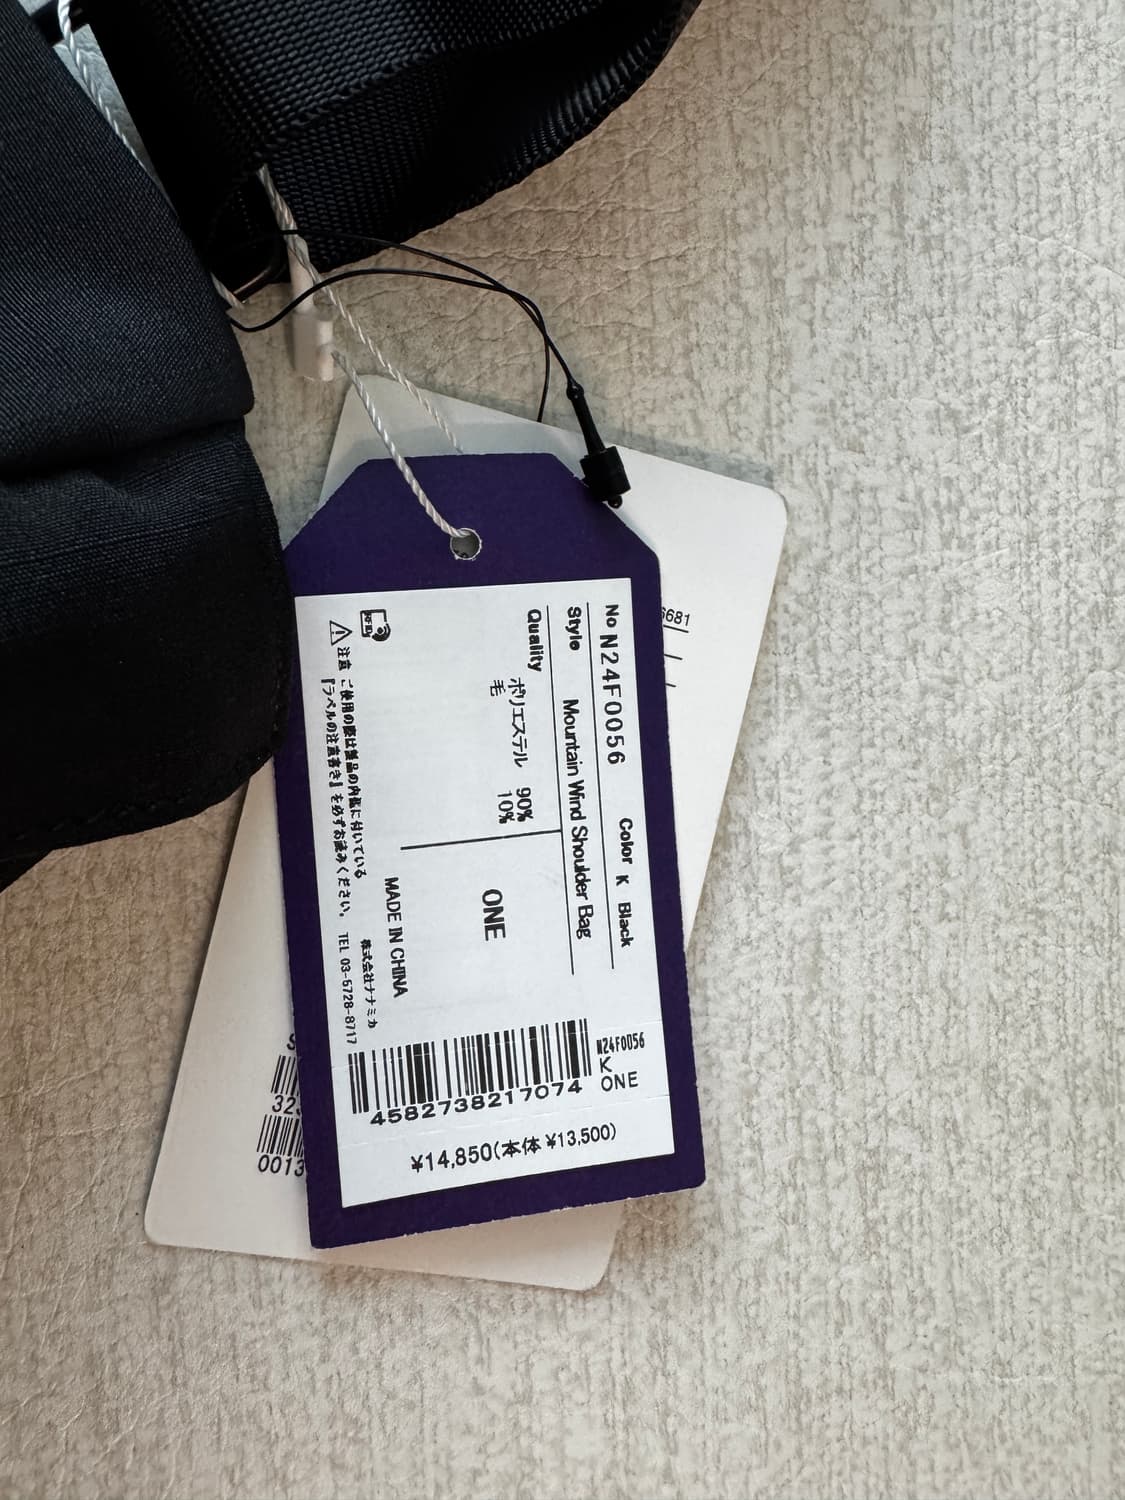 No N24F0056 Color K Black
Style Mountain Wind Shoulder Bag
Quality ポリエステル 90%
毛 10%
ONE
MADE IN CHINA
株式会社ナナミカ
注意 ご使用の際は製品の内側に付いている
『ラベルの注意書き』を必ずお読みください。 TEL 03-5728-8717
N24F0056
K
ONE
4582738217074
¥14,850(本体 ¥13,500)
6681
S
323
0013